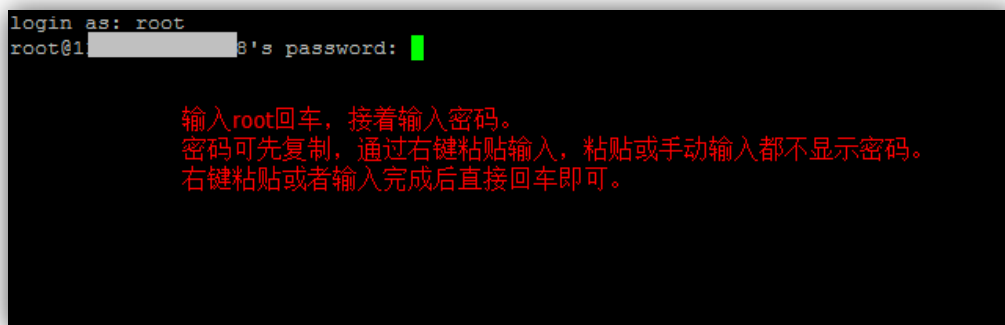 login as: root
root@1 8's password:
输入root回车，接着输入密码。
密码可先复制，通过右键粘贴输入，粘贴或手动输入都不显示密码。
右键粘贴或者输入完成后直接回车即可。